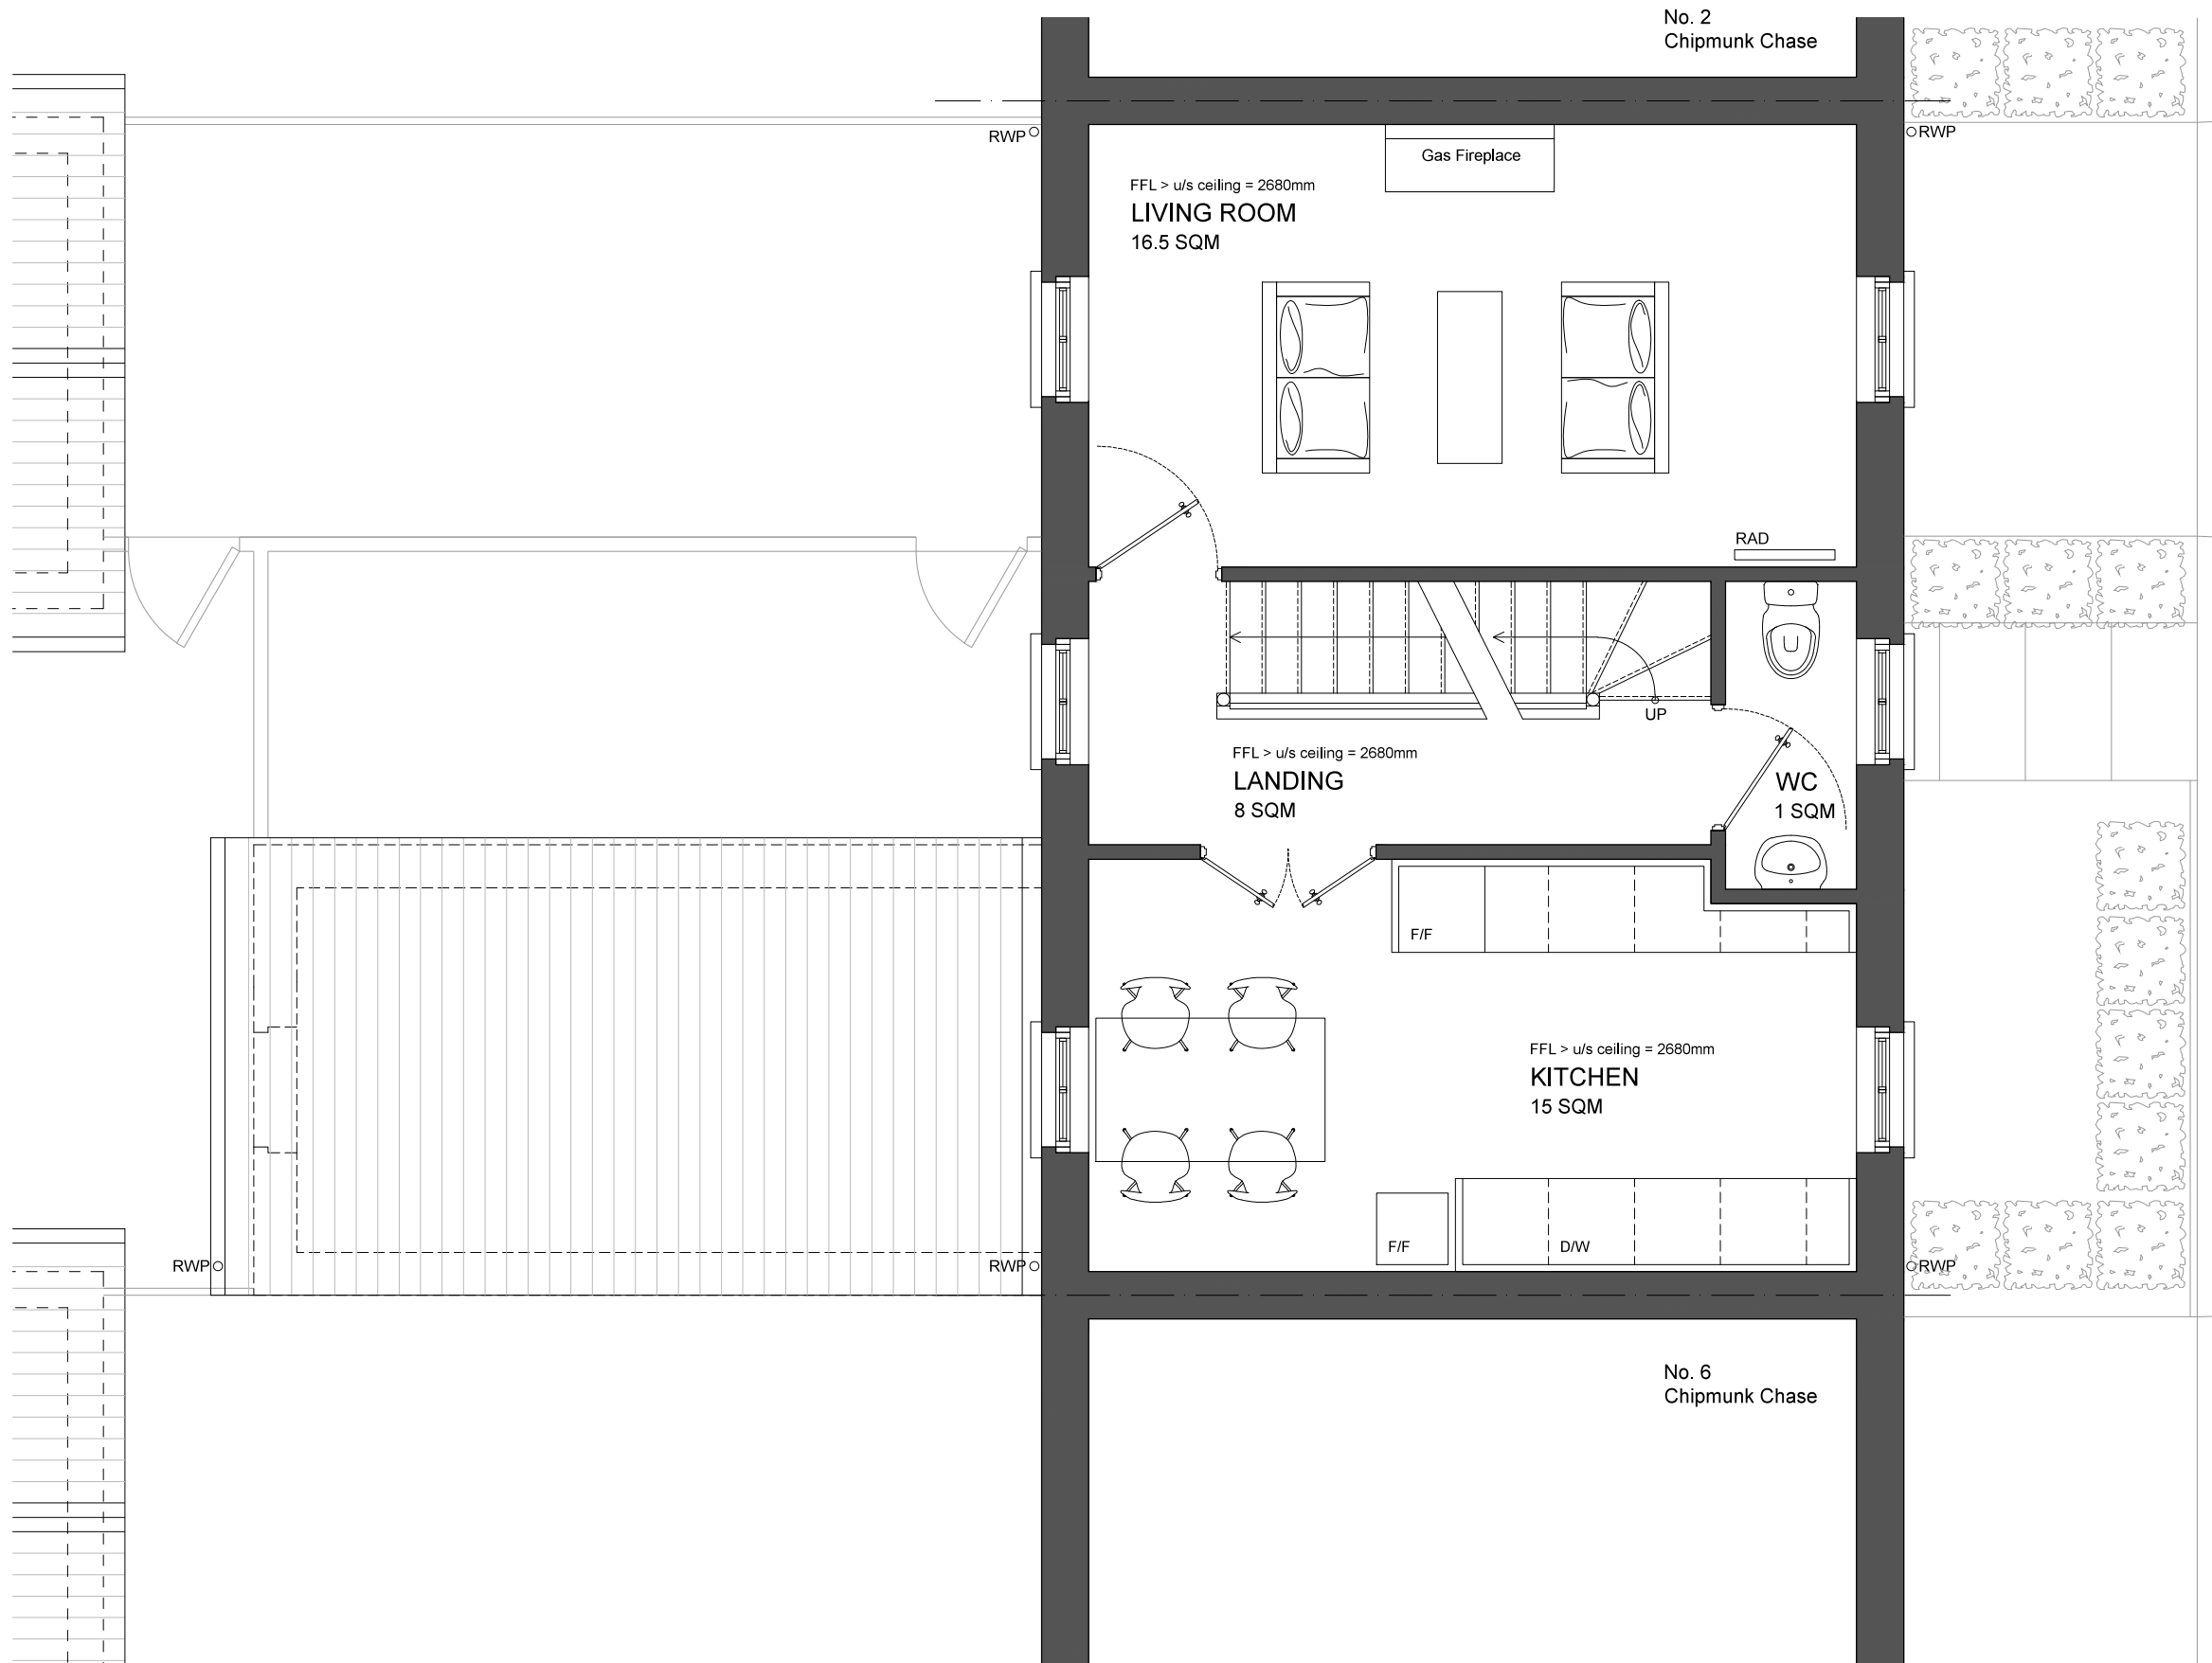 No. 2
Chipmunk Chase
RWP
RWP
Gas Fireplace
FFL > u/s ceiling = 2680mm
LIVING ROOM
16.5 SQM
RAD
UP
FFL > u/s ceiling = 2680mm
LANDING
8 SQM
WC
1 SQM
F/F
FFL > u/s ceiling = 2680mm
KITCHEN
15 SQM
F/F
D/W
RWP
RWP
RWP
No. 6
Chipmunk Chase